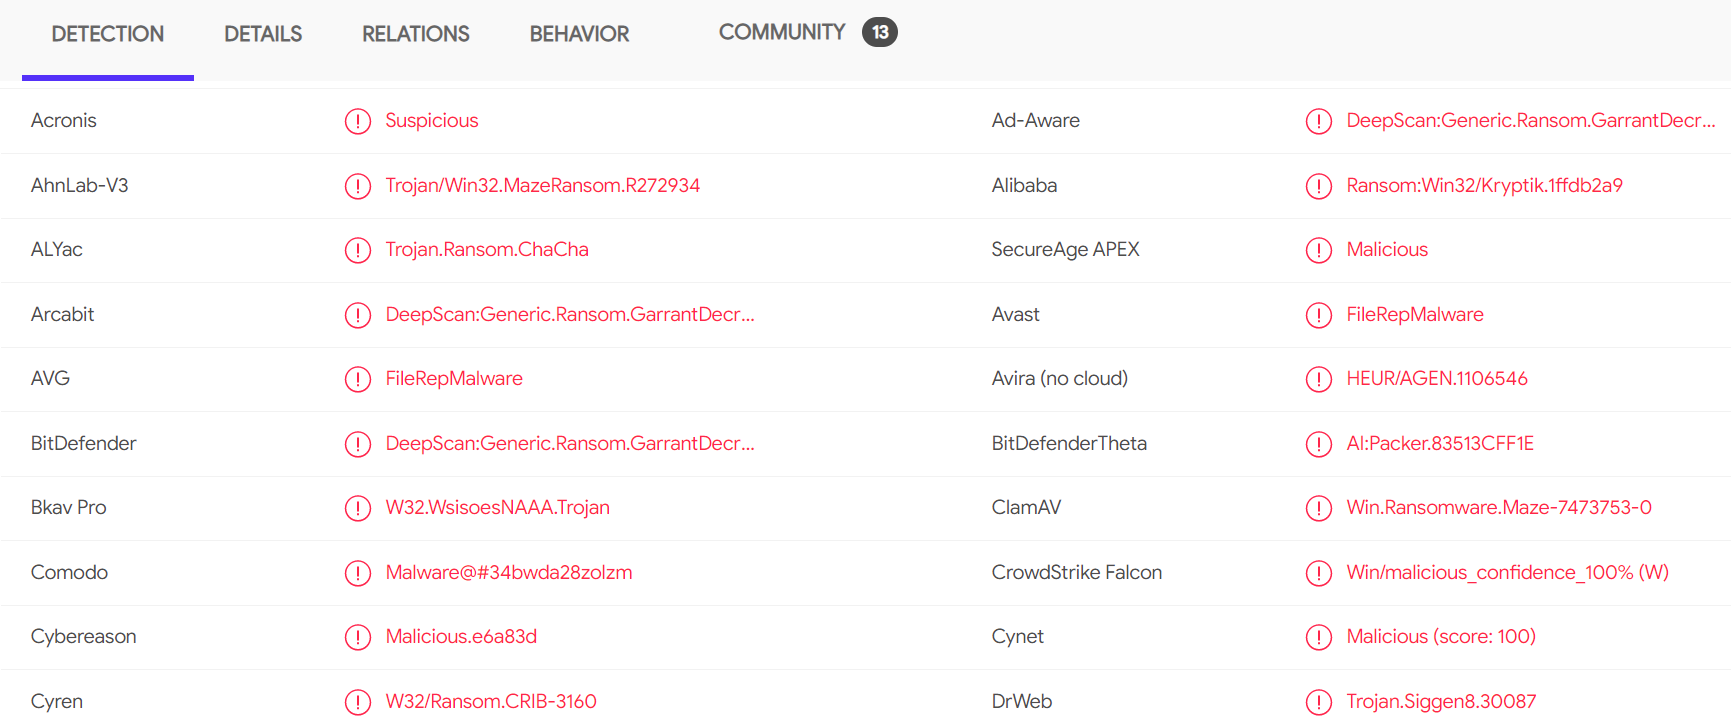 DETECTION DETAILS RELATIONS BEHAVIOR COMMUNITY 13
Acronis Suspicious Ad-Aware DeepScan:Generic.Ransom.GarrantDecr...
AhnLab-V3 Trojan/Win32.MazeRansom.R272934 Alibaba Ransom:Win32/Kryptik.1ffdb2a9
ALYac Trojan.Ransom.ChaCha SecureAge APEX Malicious
Arcabit DeepScan:Generic.Ransom.GarrantDecr... Avast FileRepMalware
AVG FileRepMalware Avira (no cloud) HEUR/AGEN.1106546
BitDefender DeepScan:Generic.Ransom.GarrantDecr... BitDefenderTheta AI:Packer.83513CFF1E
Bkav Pro W32.WsisoesNAAA.Trojan ClamAV Win.Ransomware.Maze-7473753-0
Comodo Malware@#34bwda28zolzm CrowdStrike Falcon Win/malicious_confidence_100% (W)
Cybereason Malicious.e6a83d Cynet Malicious (score: 100)
Cyren W32/Ransom.CRIB-3160 DrWeb Trojan.Siggen8.30087